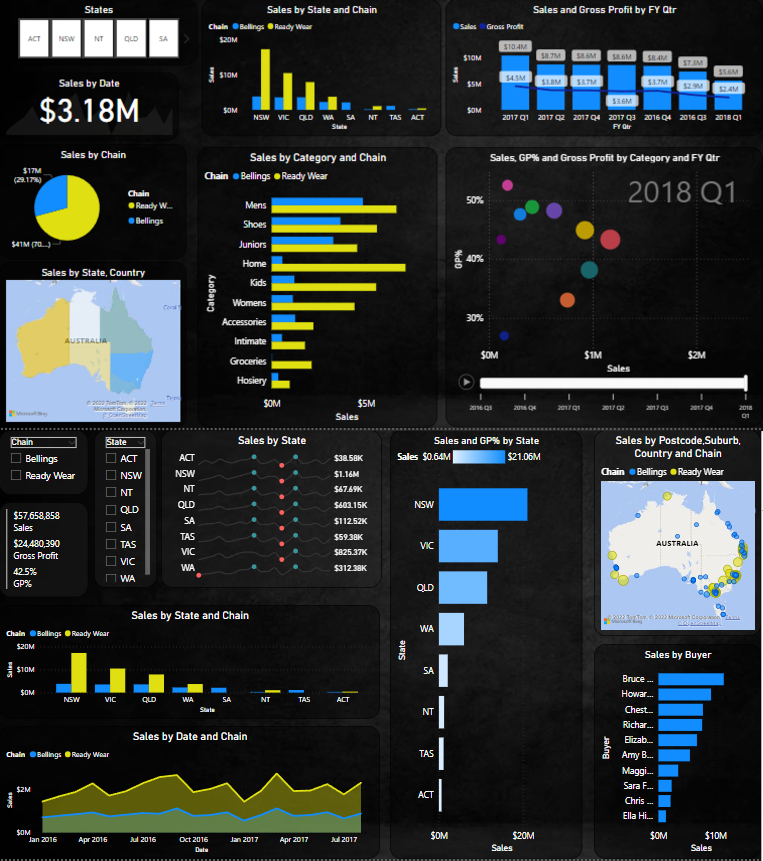 States
ACT NSW NT QLD SA
Sales by Date
$3.18M
Sales by State and Chain
Chain Bellings Ready Wear
Sales
$20M
$10M
$0M
NSW VIC QLD WA SA NT TAS ACT
State
Sales and Gross Profit by FY Qtr
Sales Gross Profit
$10M
$5M
$0M
$10.4M $8.7M $8.6M $8.6M $8.4M $7.3M $5.6M
$4.5M $3.8M $3.7M $3.6M $3.7M $2.9M $2.4M
2017 Q1 2017 Q2 2017 Q4 2017 Q3 2016 Q4 2016 Q3 2018 Q1
FY Qtr
Sales by Chain
$17M
(29.17%)
$41M (70....)
Chain
Ready W...
Bellings
Sales by Category and Chain
Chain Bellings Ready Wear
Category
Mens
Shoes
Juniors
Home
Kids
Womens
Accessories
Intimate
Groceries
Hosiery
$0M $5M
Sales
Sales, GP% and Gross Profit by Category and FY Qtr
2018 Q1
GP%
50%
40%
30%
$0M $1M $2M
Sales
2016 Q3 2016 Q4 2017 Q1 2017 Q2 2017 Q3 2017 Q4 2018
Q1
Sales by State, Country
AUSTRALIA
Microsoft Bing
© 2022 TomTom, © 2022 Microsoft Corporation
© OpenStreetMap
Chain
Bellings
Ready Wear
$57,658,858
Sales
$24,480,390
Gross Profit
42.5%
GP%
State
ACT
NSW
NT
QLD
SA
TAS
VIC
WA
Sales by State
ACT $38.58K
NSW $1.16M
NT $67.69K
QLD $603.15K
SA $112.52K
TAS $59.38K
VIC $825.37K
WA $312.38K
Sales and GP% by State
Sales $0.64M $21.06M
State
NSW
VIC
QLD
WA
SA
NT
TAS
ACT
$0M $20M
Sales
Sales by Postcode,Suburb,
Country and Chain
Chain Bellings Ready Wear
AUSTRALIA
© 2022 TomTom, © 2022 Microsoft Corporation Terms
© OpenStreetMap
Microsoft Bing
Sales by State and Chain
Chain Bellings Ready Wear
Sales
$20M
$10M
$0M
NSW VIC QLD WA SA NT TAS ACT
State
Sales by Date and Chain
Chain Bellings Ready Wear
Sales
$2M
$0M
Jan 2016 Apr 2016 Jul 2016 Oct 2016 Jan 2017 Apr 2017 Jul 2017
Date
Sales by Buyer
Buyer
Bruce ...
Howar...
Chest...
Richar...
Elizab...
Amy B...
Maggi...
Sara F...
Chris ...
Ella Hi...
$0M $10M
Sales